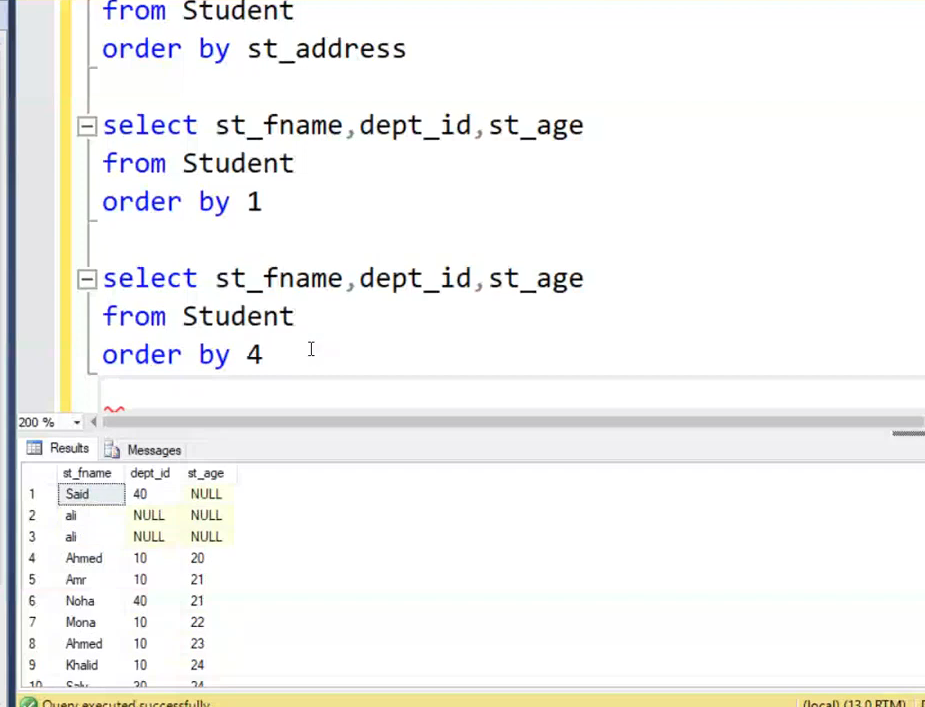 from Student
order by st_address
select st_fname,dept_id,st_age
from Student
order by 1
select st_fname,dept_id,st_age
from Student
order by 4
200 %
Results Messages
st_fname dept_id st_age
1 Said 40 NULL
2 ali NULL NULL
3 ali NULL NULL
4 Ahmed 10 20
5 Amr 10 21
6 Noha 40 21
7 Mona 10 22
8 Ahmed 10 23
9 Khalid 10 24
10 24
Query executed successfully
(local) (13.0 RTM)